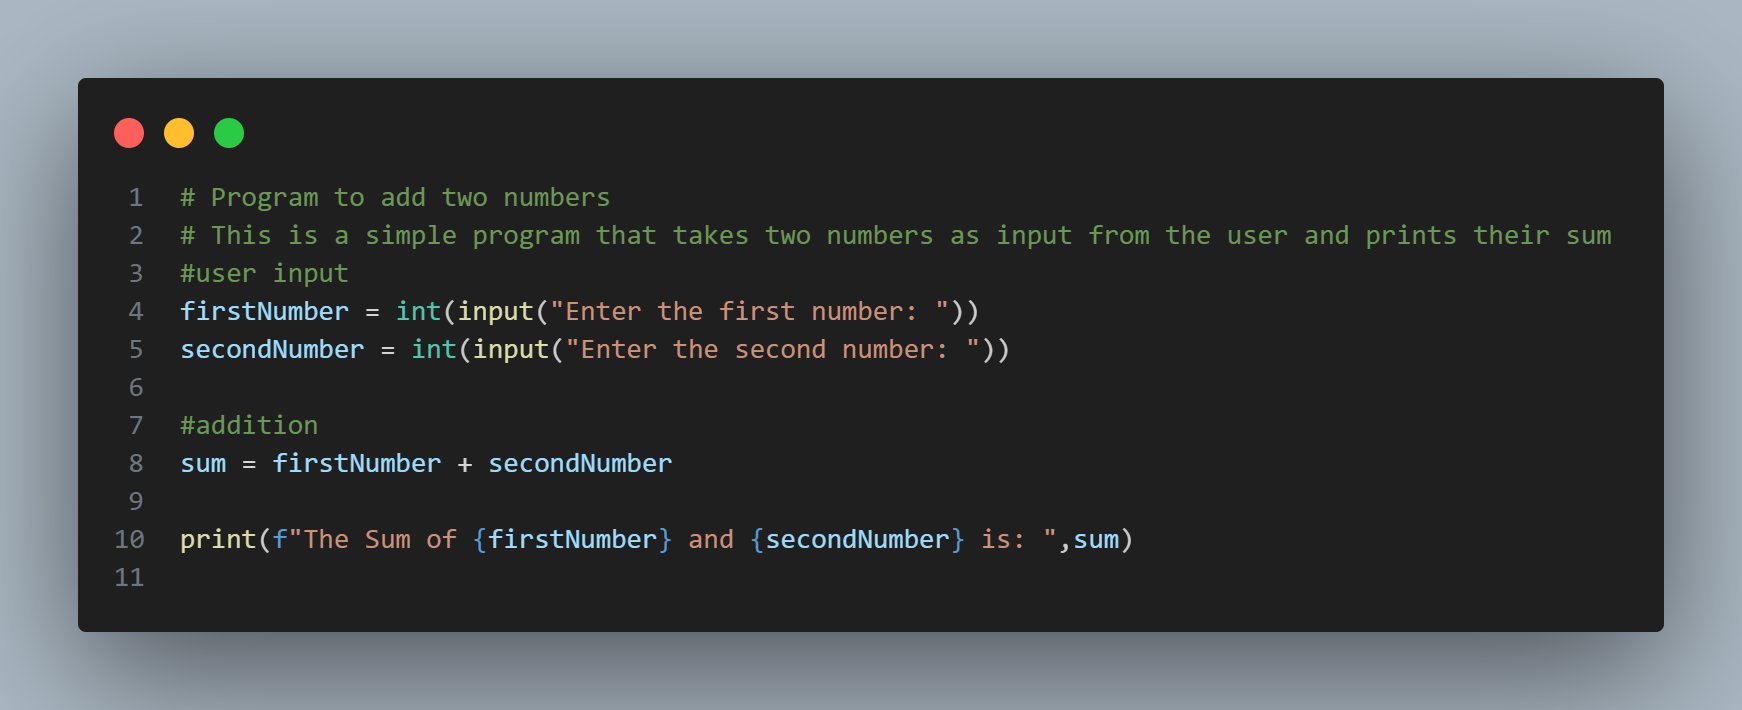 1 # Program to add two numbers
2 # This is a simple program that takes two numbers as input from the user and prints their sum
3 #user input
4 firstNumber = int(input("Enter the first number: "))
5 secondNumber = int(input("Enter the second number: "))
6
7 #addition
8 sum = firstNumber + secondNumber
9
10 print(f"The Sum of {firstNumber} and {secondNumber} is: ",sum)
11